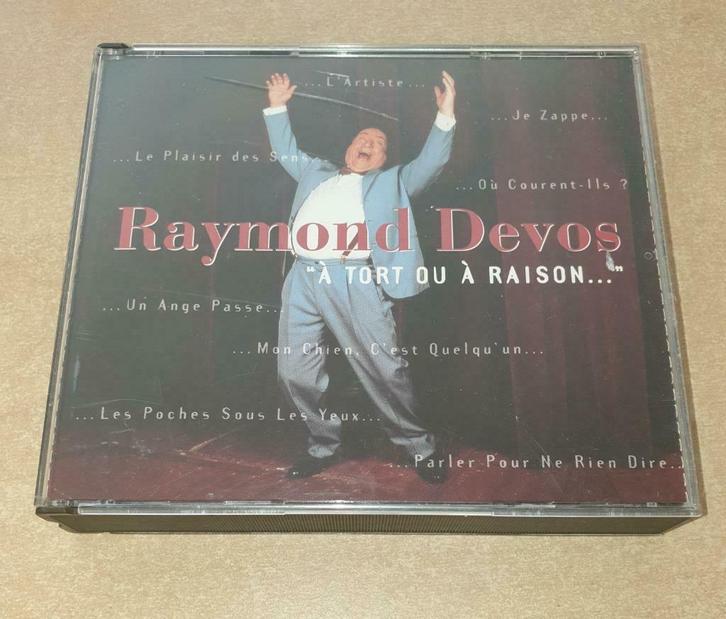 ...L'Artiste...
...Je Zappe...
...Le Plaisir des Sens...
...Où Courent-Ils ?
Raymond Devos
"À TORT OU À RAISON..."
...Un Ange Passe...
...Mon Chien, C'est Quelqu'un...
...Les Poches Sous Les Yeux...
...Parler Pour Ne Rien Dire...